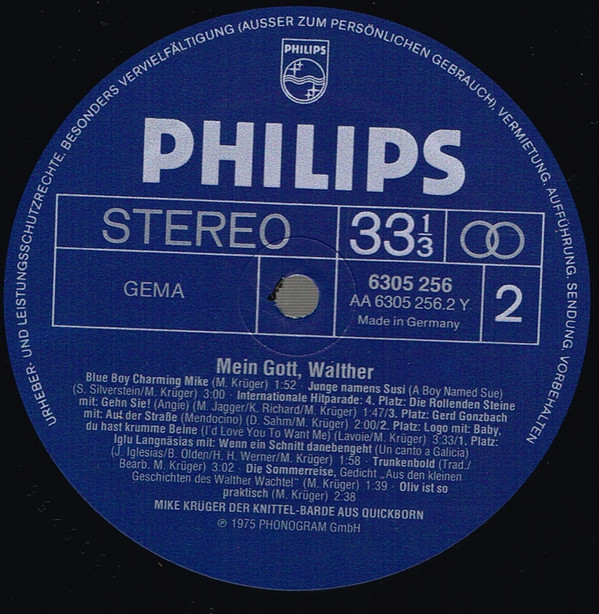 URHEBER- UND LEISTUNGSSCHUTZRECHTE, BESONDERS VERVIELFÄLTIGUNG (AUSSER ZUM PERSÖNLICHEN GEBRAUCH), VERMIETUNG, AUFFÜHRUNG, SENDUNG, VORBEHALTEN
PHILIPS
PHILIPS
STEREO 33 1/3
GEMA
6305 256
AA 6305 256.2 Y
Made in Germany
2
Mein Gott, Walther
Blue Boy Charming Mike (M. Krüger) 1:52 · Junge namens Susi (A Boy Named Sue)
(S. Silverstein/M. Krüger) 3:00 · Internationale Hitparade: 4. Platz: Die Rollenden Steine
mit: Gehn Sie! (Angie) (M. Jagger/K. Richard/M. Krüger) 1:47/3. Platz: Gerd Gonzbach
mit: Auf der Straße (Mendocino) (D. Sahm/M. Krüger) 2:00/2. Platz: Logo mit: Baby,
du hast krumme Beine (I'd Love You To Want Me) (Lavoie/M. Krüger) 3:33/1. Platz:
Iglu Langnäsias mit: Wenn ein Schnitt danebengeht (Un canto a Galicia)
(J. Iglesias/B. Olden/H. H. Werner/M. Krüger) 1:58 · Trunkenbold (Trad./
Bearb. M. Krüger) 3:02 · Die Sommerreise, Gedicht „Aus den kleinen
Geschichten des Walther Wachtel" (M. Krüger) 1:39 · Oliv ist so
praktisch (M. Krüger) 2:38
MIKE KRÜGER DER KNITTEL-BARDE AUS QUICKBORN
℗ 1975 PHONOGRAM GmbH